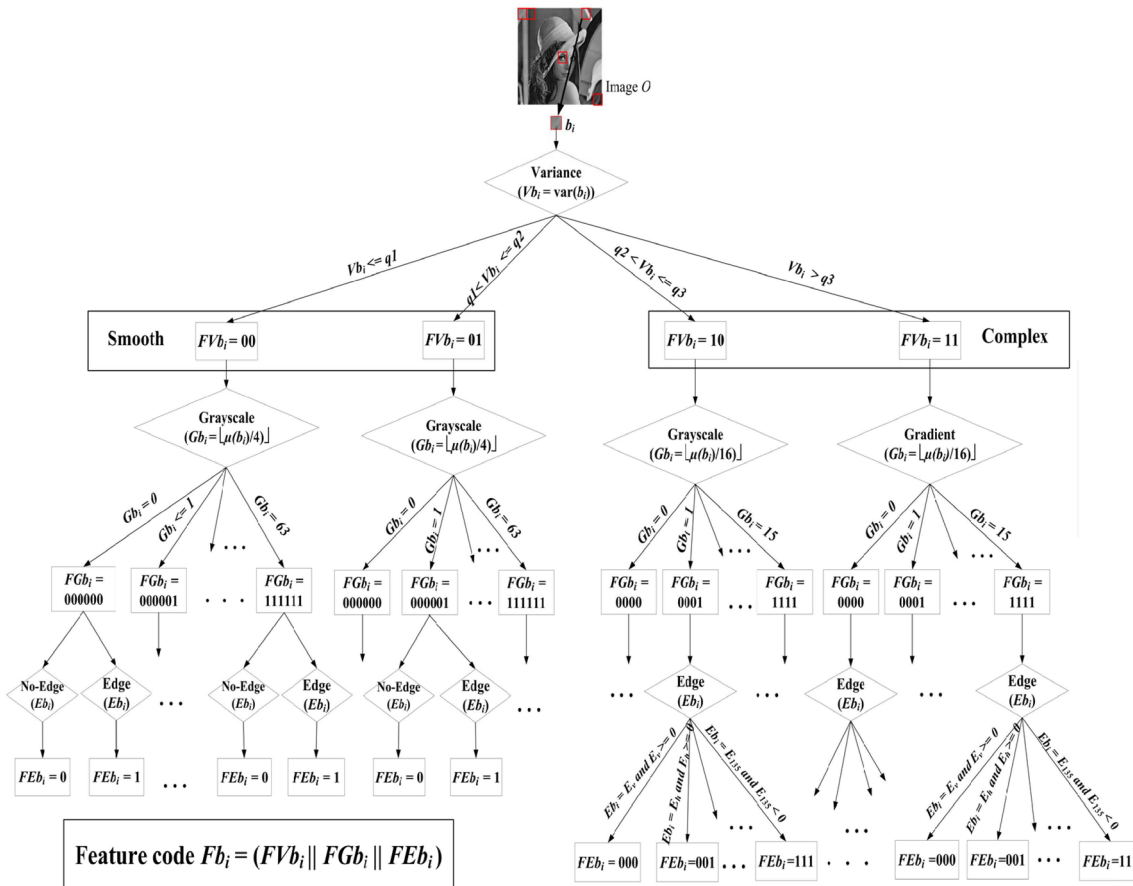 Image O
bi
Variance
(Vbi = var(bi))
Vbi <= q1
q1 < Vbi <= q2
q2 < Vbi <= q3
Vbi > q3
Smooth
FVbi = 00
FVbi = 01
FVbi = 10
FVbi = 11
Complex
Grayscale
(Gbi = ⌊μ(bi)/4⌋)
Grayscale
(Gbi = ⌊μ(bi)/4⌋)
Grayscale
(Gbi = ⌊μ(bi)/16⌋)
Gradient
(Gbi = ⌊μ(bi)/16⌋)
Gbi = 0
Gbi <= 1
Gbi = 63
...
Gbi = 0
Gbi = 1
Gbi = 63
...
Gbi = 0
Gbi = 1
Gbi = 15
...
Gbi = 0
Gbi = 1
Gbi = 15
...
FGbi =
000000
FGbi =
000001
. . .
FGbi =
111111
FGbi =
000000
FGbi =
000001
...
FGbi =
111111
FGbi =
0000
FGbi =
0001
...
FGbi =
1111
FGbi =
0000
FGbi =
0001
...
FGbi =
1111
No-Edge
(Ebi)
Edge
(Ebi)
...
No-Edge
(Ebi)
Edge
(Ebi)
No-Edge
(Ebi)
Edge
(Ebi)
...
...
Edge
(Ebi)
...
Edge
(Ebi)
...
Edge
(Ebi)
FEbi = 0
FEbi = 1
...
FEbi = 0
FEbi = 1
FEbi = 0
FEbi = 1
Ebi = Ev and Ev >= 0
Ebi = Eh and Eh >= 0
Ebi = E135 and E135 < 0
...
...
Ebi = Ev and Ev >= 0
Ebi = Eh and Eh >= 0
Ebi = E135 and E135 < 0
...
FEbi = 000
FEbi=001
...
FEbi=111
. . .
FEbi =000
FEbi=001
...
FEbi=11
Feature code Fbi = (FVbi || FGbi || FEbi)